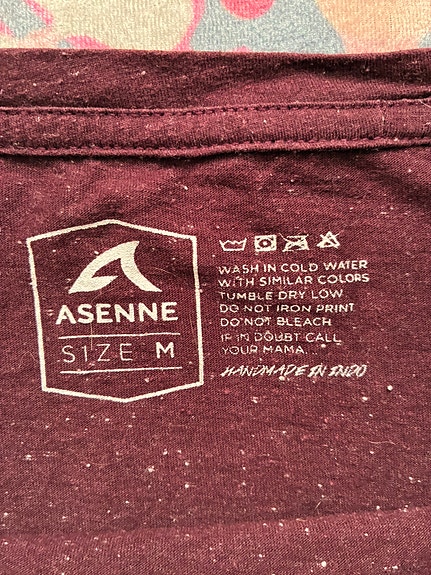 ASENNE
SIZE M
WASH IN COLD WATER
WITH SIMILAR COLORS
TUMBLE DRY LOW
DO NOT IRON PRINT
DO NOT BLEACH
IF IN DOUBT CALL
YOUR MAMA...
HANDMADE IN INDO